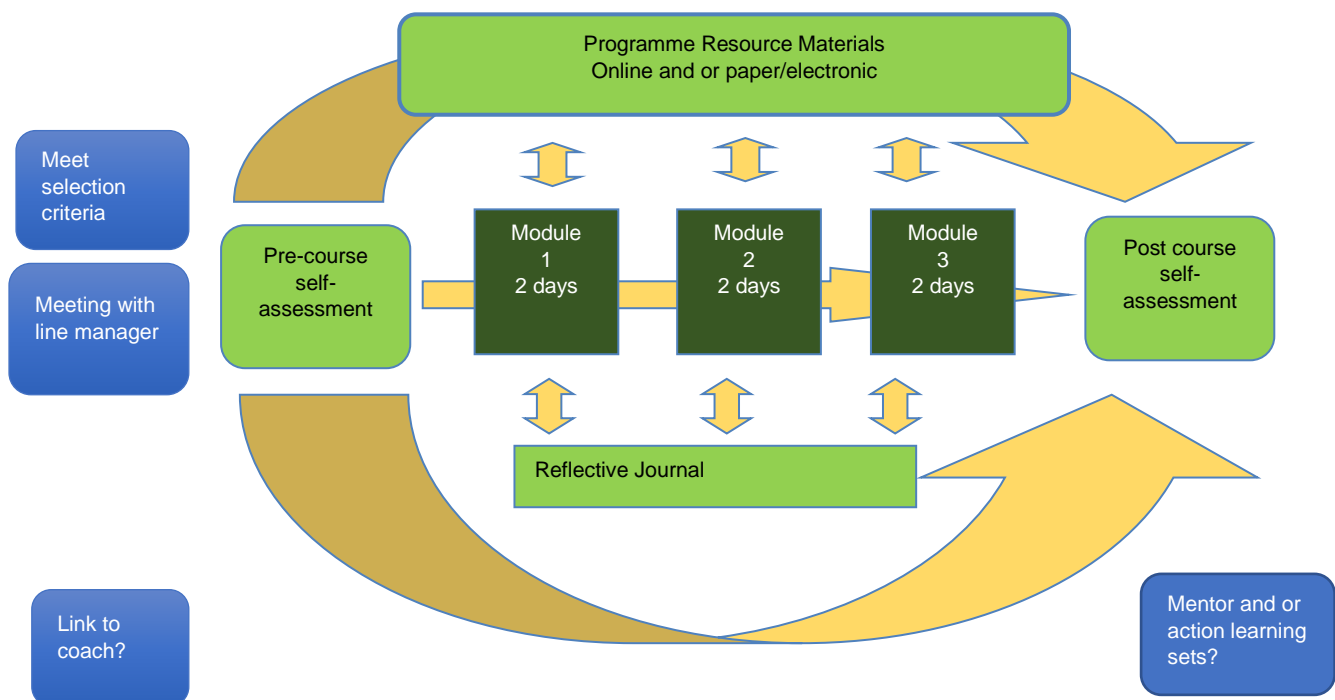 Programme Resource Materials
Online and or paper/electronic
Meet
selection
criteria
Meeting with
line manager
Pre-course
self-
assessment
Module
1
2 days
Module
2
2 days
Module
3
2 days
Post course
self-
assessment
Reflective Journal
Link to
coach?
Mentor and or
action learning
sets?